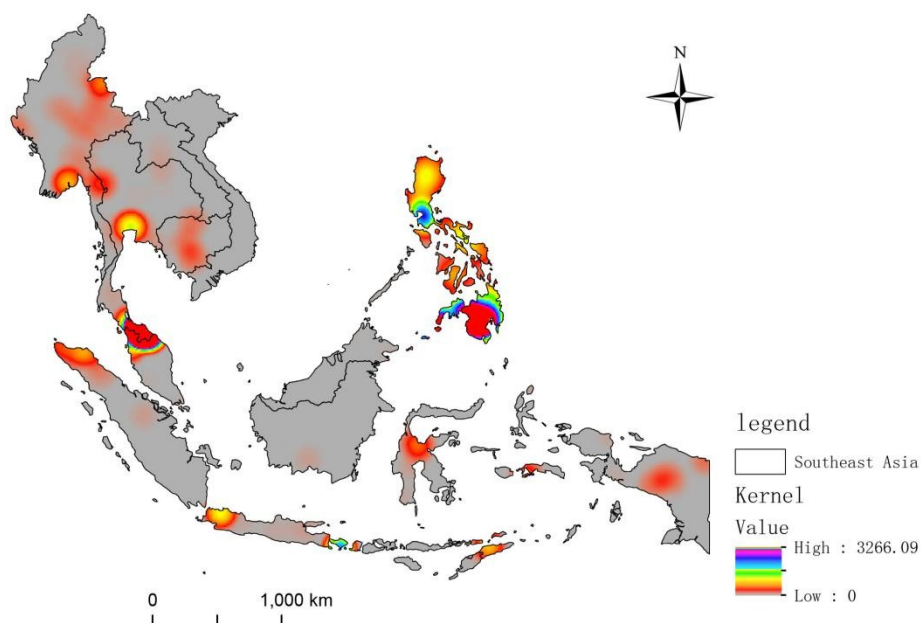 N
legend
Southeast Asia
Kernel
Value
High : 3266.09
Low : 0
0 1,000 km